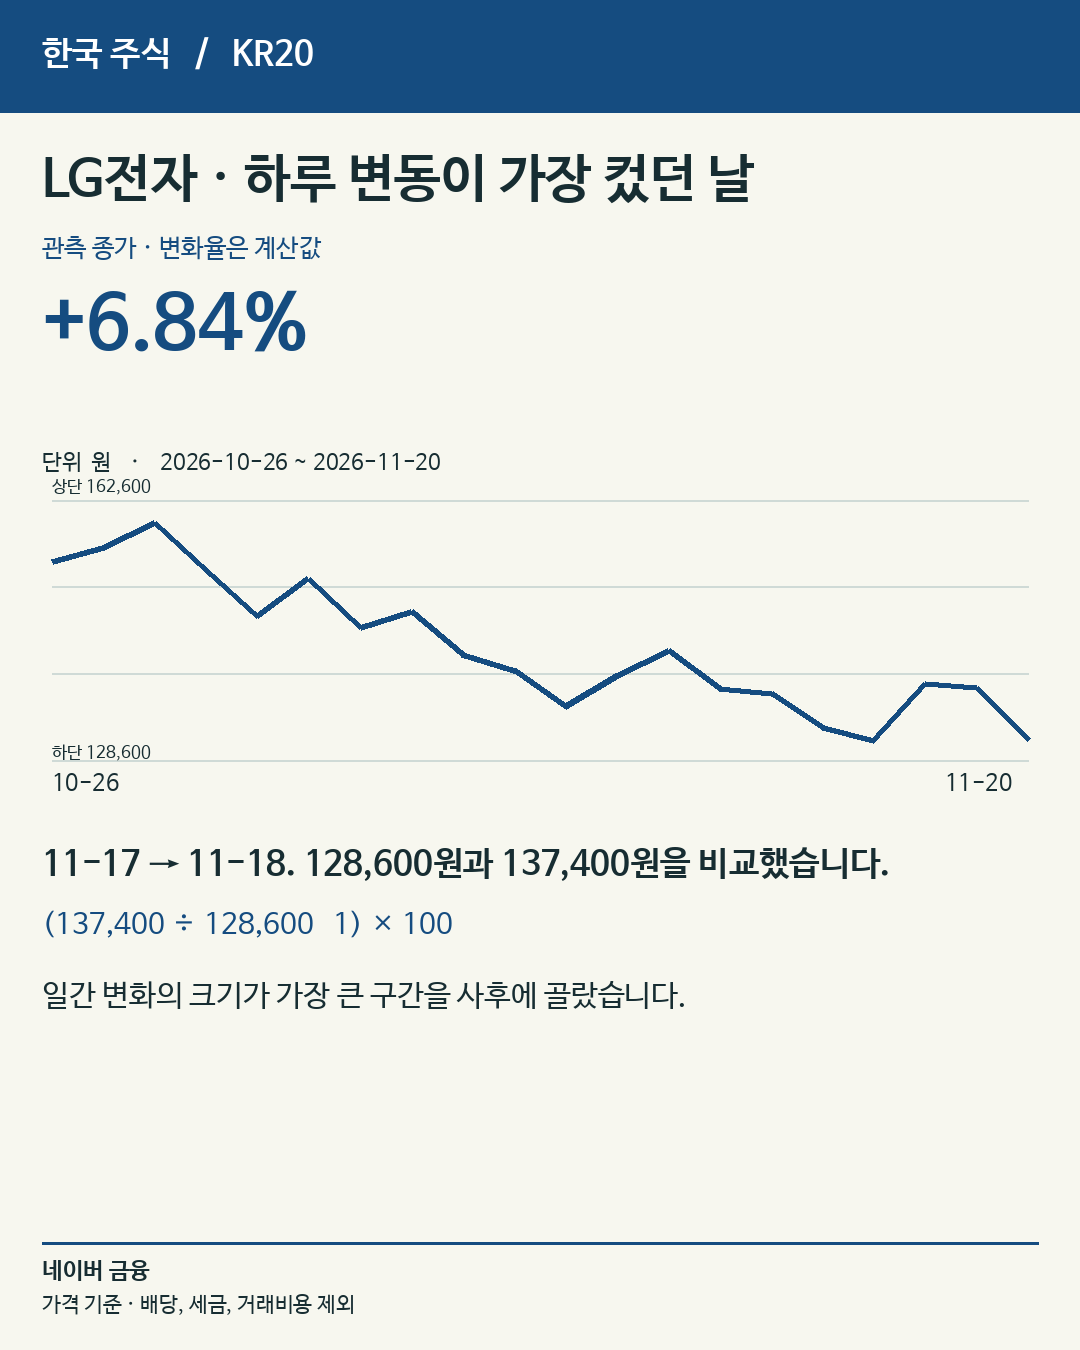 한국 주식 / KR20
LG전자 · 하루 변동이 가장 컸던 날
관측 종가 · 변화율은 계산값
+6.84%
단위 원 · 2026-10-26 ~ 2026-11-20
상단 162,600
하단 128,600
10-26 11-20
11-17 → 11-18. 128,600원과 137,400원을 비교했습니다.
(137,400 ÷ 128,600 1) × 100
일간 변화의 크기가 가장 큰 구간을 사후에 골랐습니다.
네이버 금융
가격 기준 · 배당, 세금, 거래비용 제외